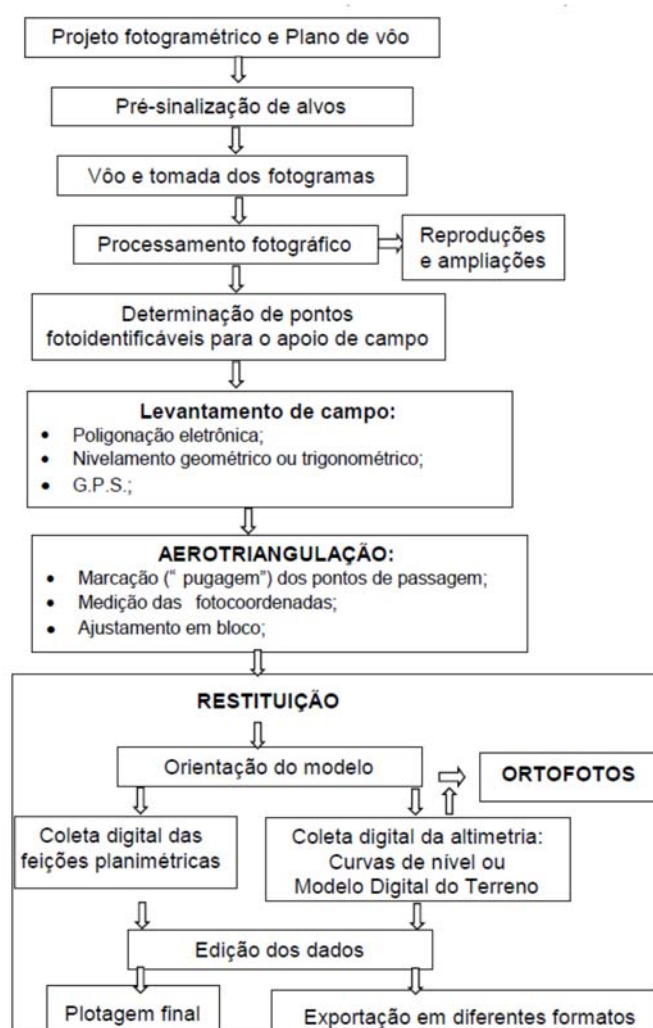 Projeto fotogramétrico e Plano de vôo
Pré-sinalização de alvos
Vôo e tomada dos fotogramas
Processamento fotográfico
Reproduções
e ampliações
Determinação de pontos
fotoidentificáveis para o apoio de campo
Levantamento de campo:
• Poligonação eletrônica;
• Nivelamento geométrico ou trigonométrico;
• G.P.S.;
AEROTRIANGULAÇÃO:
• Marcação (“ pugagem”) dos pontos de passagem;
• Medição das fotocoordenadas;
• Ajustamento em bloco;
RESTITUIÇÃO
Orientação do modelo
ORTOFOTOS
Coleta digital das
feições planimétricas
Coleta digital da altimetria:
Curvas de nível ou
Modelo Digital do Terreno
Edição dos dados
Plotagem final
Exportação em diferentes formatos